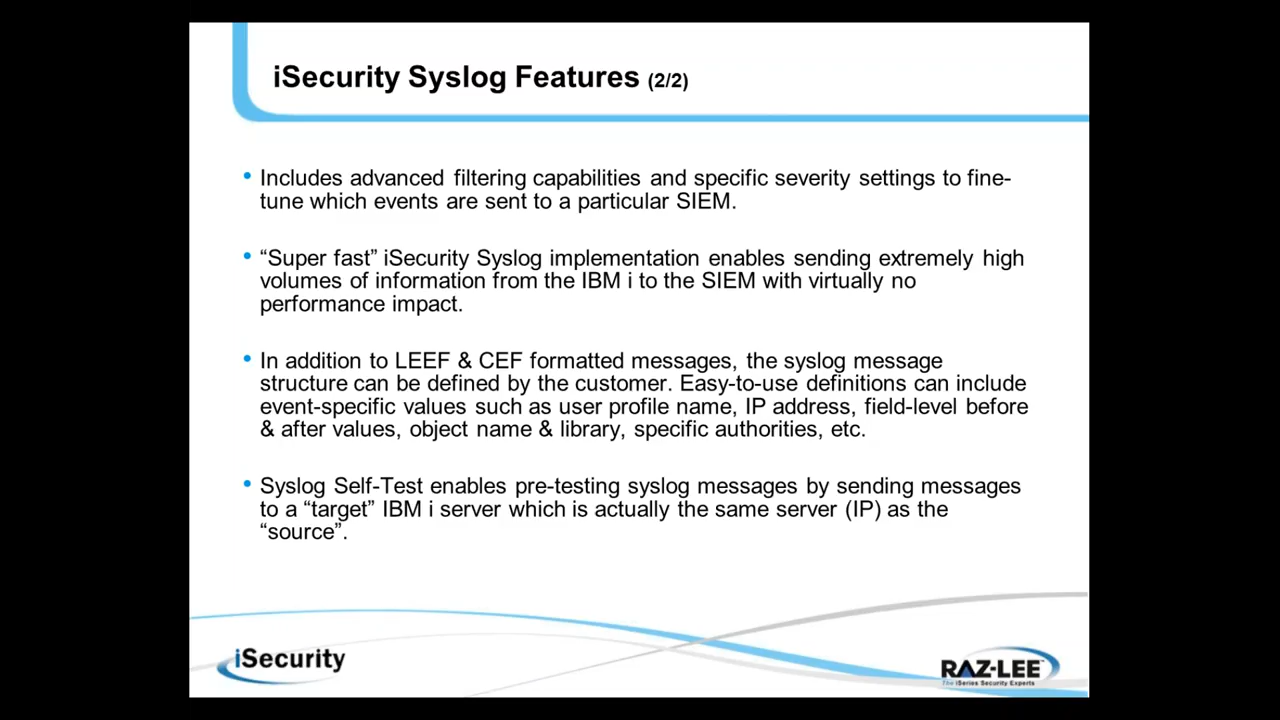 iSecurity Syslog Features (2/2)
• Includes advanced filtering capabilities and specific severity settings to fine-
tune which events are sent to a particular SIEM.
• “Super fast” iSecurity Syslog implementation enables sending extremely high
volumes of information from the IBM i to the SIEM with virtually no
performance impact.
• In addition to LEEF & CEF formatted messages, the syslog message
structure can be defined by the customer. Easy-to-use definitions can include
event-specific values such as user profile name, IP address, field-level before
& after values, object name & library, specific authorities, etc.
• Syslog Self-Test enables pre-testing syslog messages by sending messages
to a “target” IBM i server which is actually the same server (IP) as the
“source”.
iSecurity
RAZ-LEE™
The iSeries Security Experts